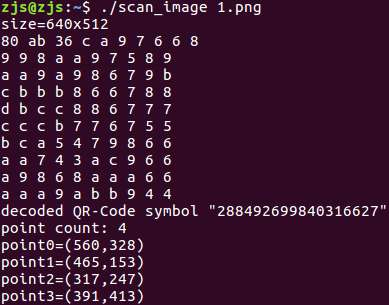 zjs@zjs:~$ ./scan_image 1.png
size=640x512
80 ab 36 c a 9 7 6 6 8
9 9 8 a a 9 7 5 8 9
a a 9 a 9 8 6 7 9 b
c b b b 8 6 6 7 8 8
d b c c 8 8 6 7 7 7
c c c b 7 7 6 7 5 5
b c a 5 4 7 9 8 6 6
a a 7 4 3 a c 9 6 6
a 9 8 6 8 a a a 6 6
a a a 9 a b b 9 4 4
decoded QR-Code symbol "288492699840316627"
point count: 4
point0=(560,328)
point1=(465,153)
point2=(317,247)
point3=(391,413)